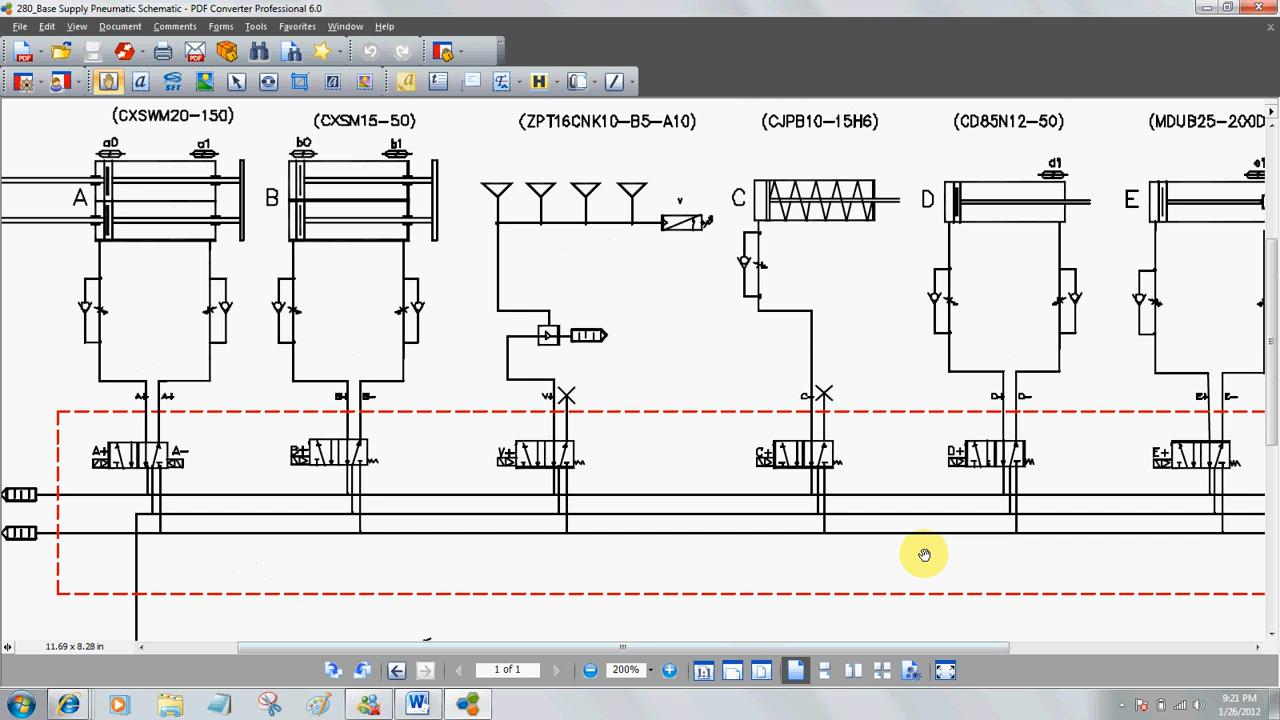 280_Base Supply Pneumatic Schematic - PDF Converter Professional 6.0
File Edit View Document Comments Forms Tools Favorites Window Help
(CXSWM20-150) (CXSM15-50) (ZPT16CNK10-B5-A10) (CJPB10-15H6) (CD85N12-50) (MDUB25-200D
a0 a1 b0 b1 d1 e1
A B V C D E
A+ A- B+ V+ C+ D+ E+
11.69 x 8.28 in
1 of 1 200%
9:21 PM
1/26/2012